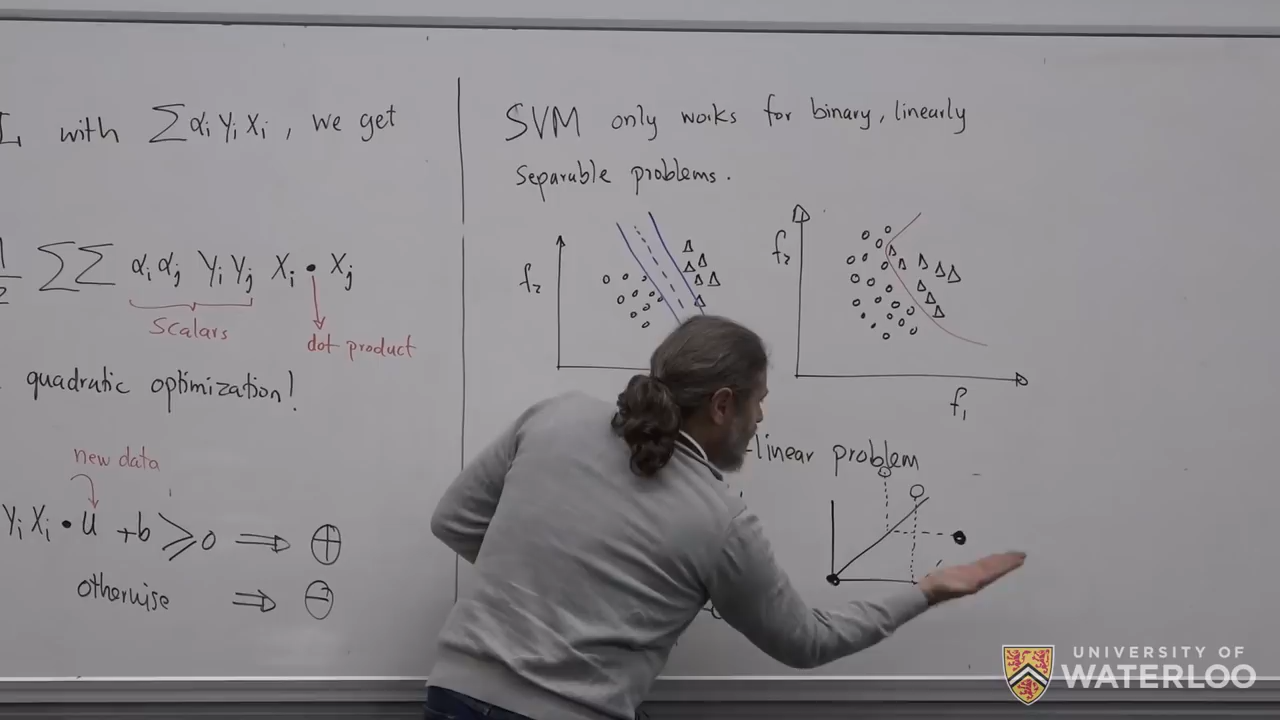 L with ∑αi Yi Xi, we get
1/2 ∑∑ αi αj Yi Yj Xi • Xj
Scalars
dot product
quadratic optimization!
new data
Yi Xi • u + b ⩾ 0 ⟹ ⊕
otherwise ⟹ ⊖
SVM only works for binary, linearly
separable problems.
f2
f2
f1
-linear problem
UNIVERSITY OF
WATERLOO